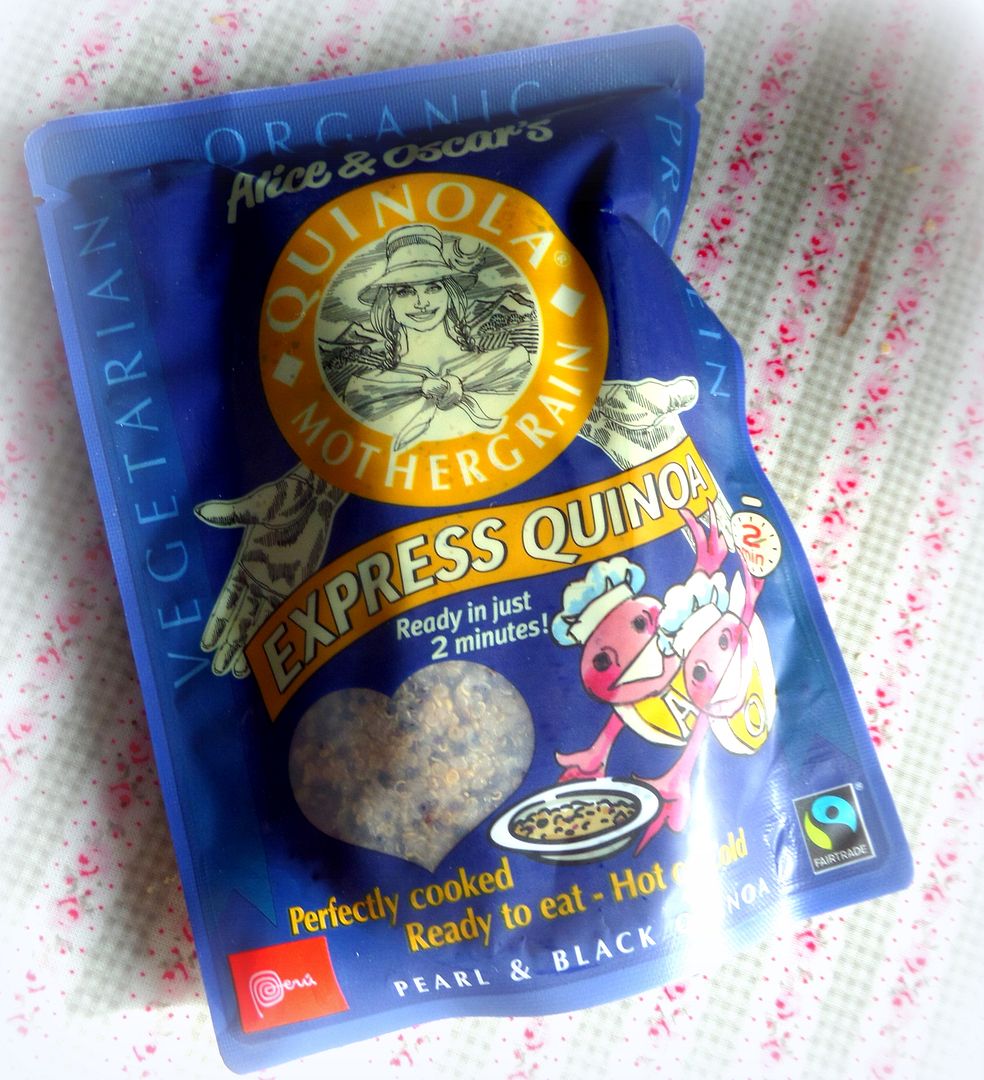 ORGANIC
Alice & Oscar's
QUINOLA®
MOTHERGRAIN
VEGETARIAN
EXPRESS QUINOA
2
min
Ready in just
2 minutes!
A
O
Perfectly cooked
Ready to eat - Hot
FAIRTRADE
PEARL & BLACK
Perú